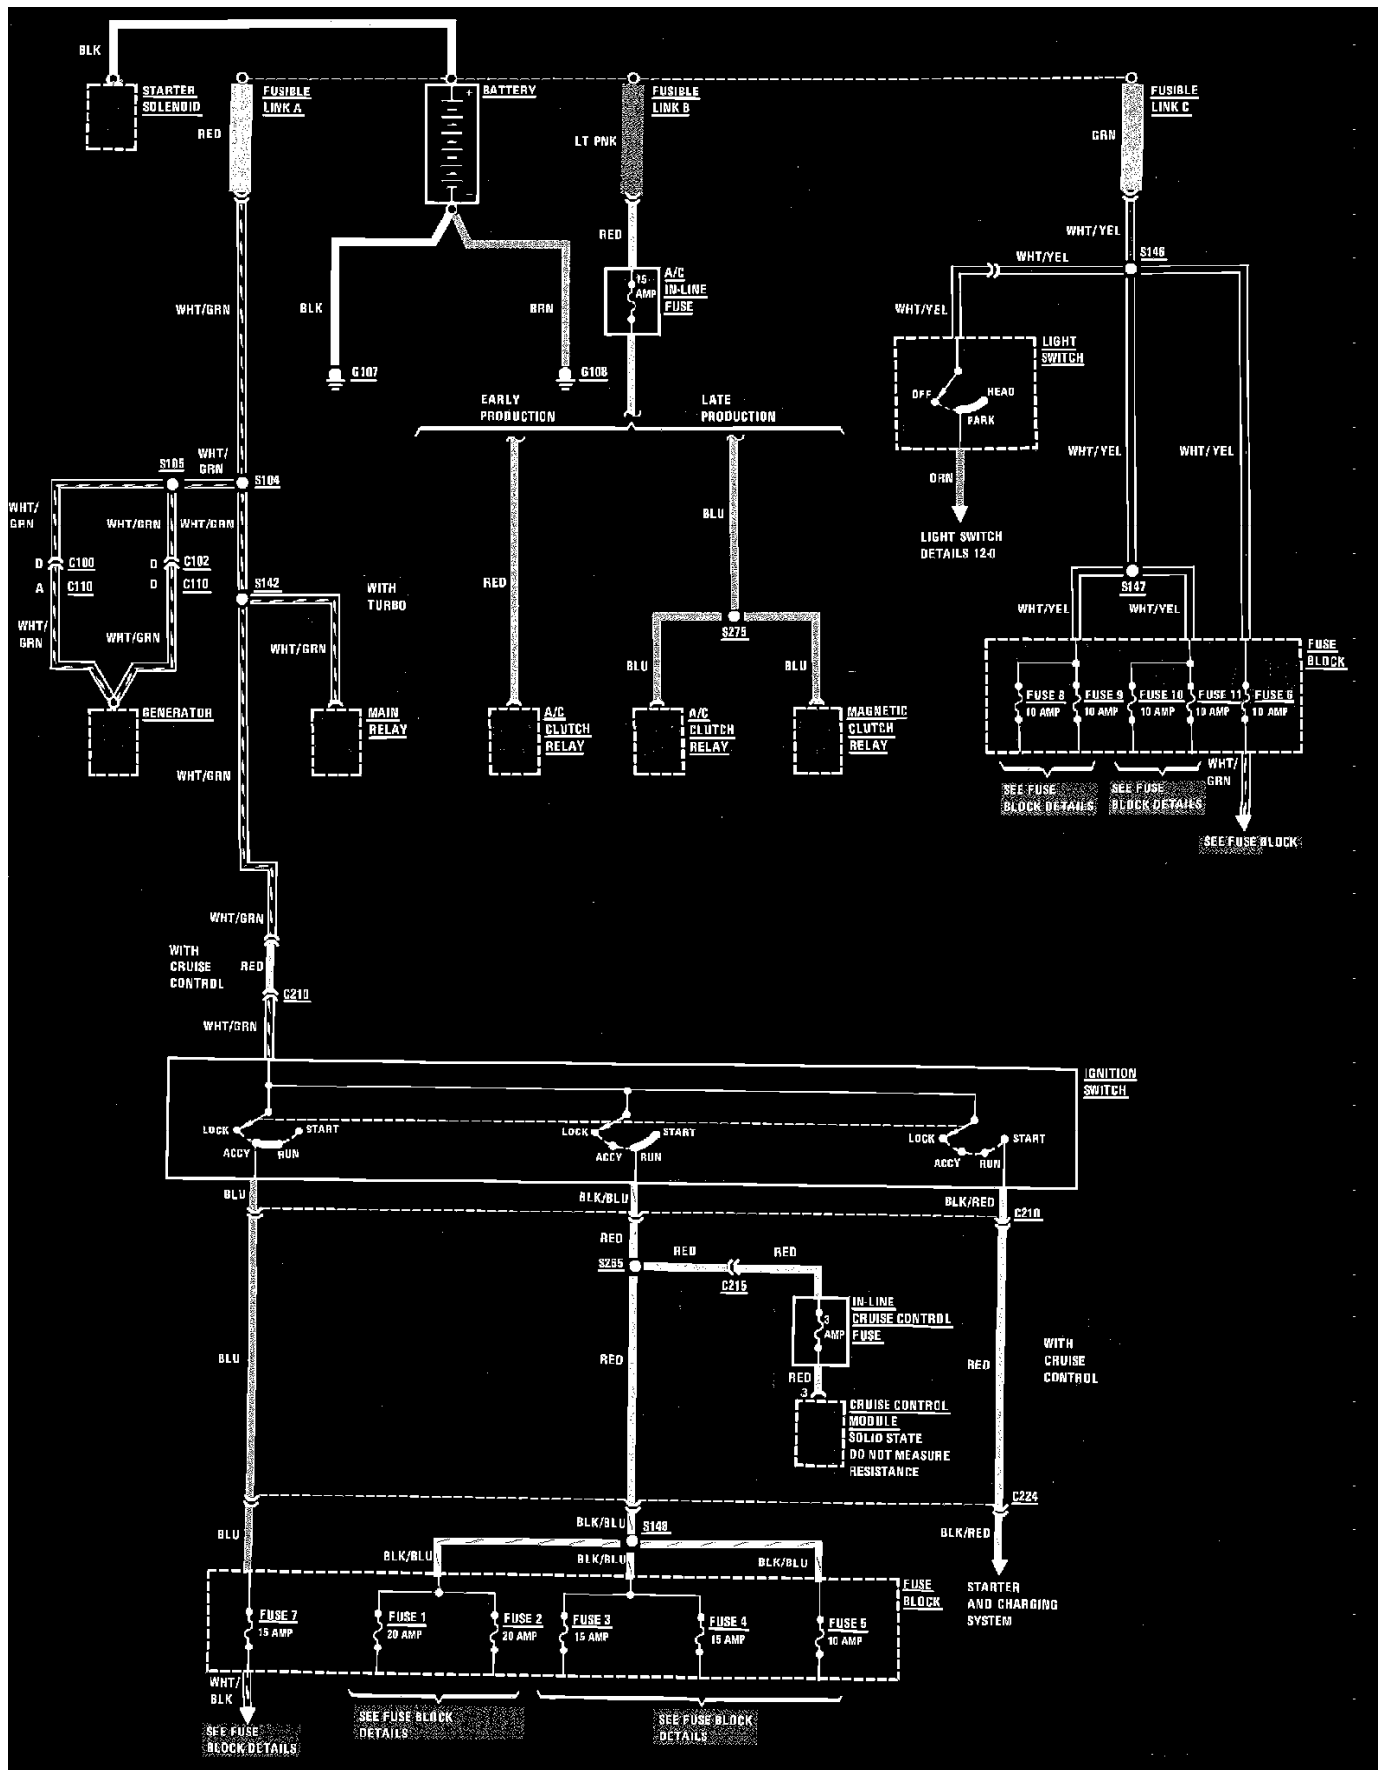 BLK
STARTER
SOLENOID
FUSIBLE
LINK A
RED
+ BATTERY
-
FUSIBLE
LINK B
LT PNK
FUSIBLE
LINK C
GRN
WHT/YEL
S146
WHT/YEL
WHT/YEL
RED
15
AMP
A/C
IN-LINE
FUSE
WHT/GRN
BLK
BRN
G107
G108
LIGHT
SWITCH
OFF
HEAD
PARK
EARLY
PRODUCTION
LATE
PRODUCTION
WHT/YEL
WHT/YEL
ORN
LIGHT SWITCH
DETAILS 12-0
WHT/
GRN
S105
S104
WHT/
GRN
WHT/GRN
WHT/GRN
BLU
D C100
A C110
D C102
D C110
S142
WITH
TURBO
RED
S147
WHT/YEL
WHT/YEL
WHT/
GRN
WHT/GRN
WHT/GRN
S275
BLU
BLU
FUSE
BLOCK
FUSE 8
10 AMP
FUSE 9
10 AMP
FUSE 10
10 AMP
FUSE 11
10 AMP
FUSE 6
10 AMP
GENERATOR
MAIN
RELAY
A/C
CLUTCH
RELAY
A/C
CLUTCH
RELAY
MAGNETIC
CLUTCH
RELAY
WHT/GRN
WHT/
GRN
SEE FUSE
BLOCK DETAILS
SEE FUSE
BLOCK DETAILS
SEE FUSE BLOCK
WHT/GRN
WITH
CRUISE
CONTROL
RED
C210
WHT/GRN
IGNITION
SWITCH
LOCK
START
ACCY
RUN
LOCK
START
ACCY
RUN
LOCK
START
ACCY
RUN
BLU
BLK/BLU
BLK/RED
C210
RED
S265
RED
RED
C215
IN-LINE
CRUISE CONTROL
FUSE
3
AMP
BLU
RED
RED
WITH
CRUISE
CONTROL
RED
3
CRUISE CONTROL
MODULE
SOLID STATE
DO NOT MEASURE
RESISTANCE
C224
BLU
BLK/BLU
S148
BLK/RED
BLK/BLU
BLK/BLU
BLK/BLU
STARTER
AND CHARGING
SYSTEM
FUSE
BLOCK
FUSE 7
15 AMP
FUSE 1
20 AMP
FUSE 2
20 AMP
FUSE 3
15 AMP
FUSE 4
15 AMP
FUSE 5
10 AMP
WHT/
BLK
SEE FUSE
BLOCK DETAILS
SEE FUSE BLOCK
DETAILS
SEE FUSE BLOCK
DETAILS